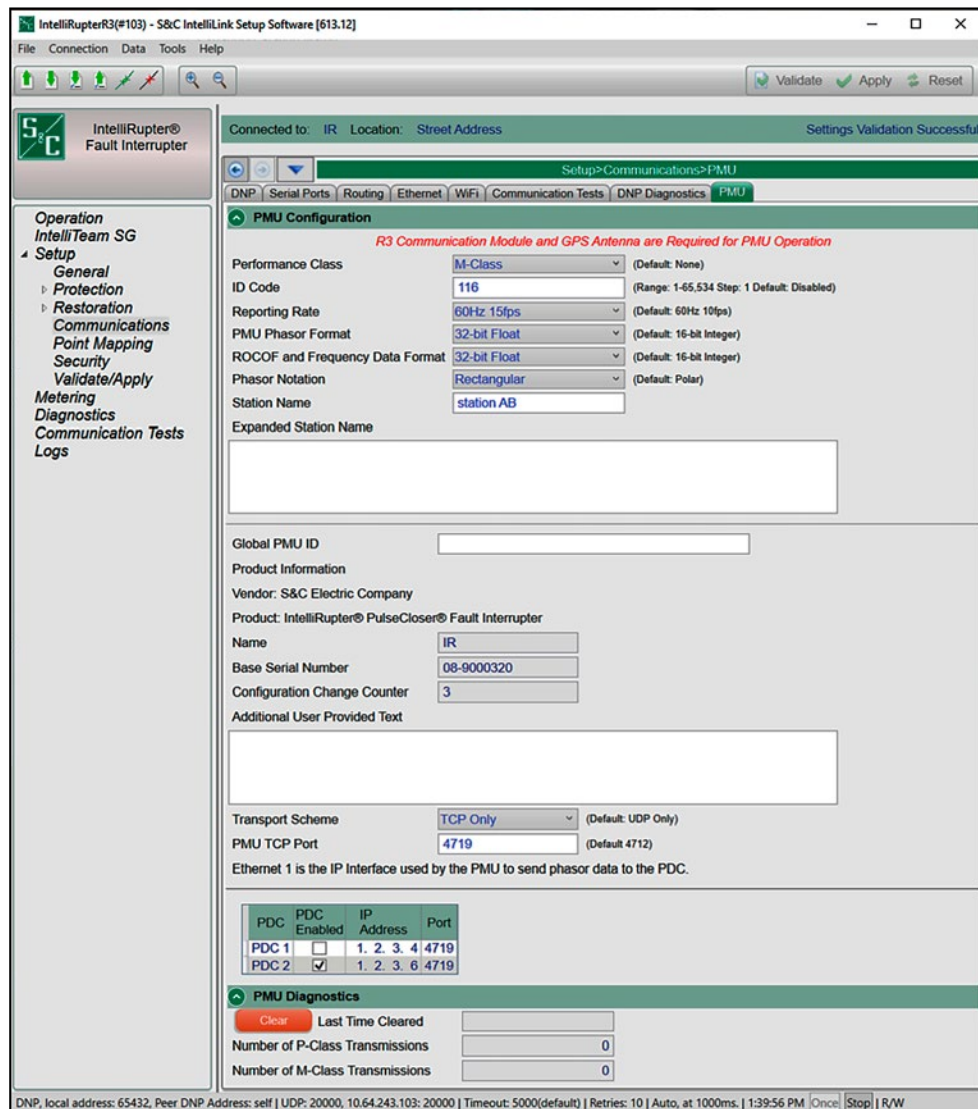 IntelliRupterR3(#103) - S&C IntelliLink Setup Software [613.12]
File Connection Data Tools Help
Validate Apply Reset
S&C
IntelliRupter®
Fault Interrupter
Connected to: IR Location: Street Address Settings Validation Successful
Setup>Communications>PMU
DNP Serial Ports Routing Ethernet WiFi Communication Tests DNP Diagnostics PMU
Operation
IntelliTeam SG
Setup
General
Protection
Restoration
Communications
Point Mapping
Security
Validate/Apply
Metering
Diagnostics
Communication Tests
Logs
PMU Configuration
R3 Communication Module and GPS Antenna are Required for PMU Operation
Performance Class M-Class (Default: None)
ID Code 116 (Range: 1-65,534 Step: 1 Default: Disabled)
Reporting Rate 60Hz 15fps (Default: 60Hz 10fps)
PMU Phasor Format 32-bit Float (Default: 16-bit Integer)
ROCOF and Frequency Data Format 32-bit Float (Default: 16-bit Integer)
Phasor Notation Rectangular (Default: Polar)
Station Name station AB
Expanded Station Name
Global PMU ID
Product Information
Vendor: S&C Electric Company
Product: IntelliRupter® PulseCloser® Fault Interrupter
Name IR
Base Serial Number 08-9000320
Configuration Change Counter 3
Additional User Provided Text
Transport Scheme TCP Only (Default: UDP Only)
PMU TCP Port 4719 (Default 4712)
Ethernet 1 is the IP Interface used by the PMU to send phasor data to the PDC.
PDC PDC Enabled IP Address Port
PDC 1 1. 2. 3. 4 4719
PDC 2 1. 2. 3. 6 4719
PMU Diagnostics
Clear Last Time Cleared
Number of P-Class Transmissions 0
Number of M-Class Transmissions 0
DNP, local address: 65432, Peer DNP Address: self | UDP: 20000, 10.64.243.103: 20000 | Timeout: 5000(default) | Retries: 10 | Auto, at 1000ms. | 1:39:56 PM Once Stop | R/W